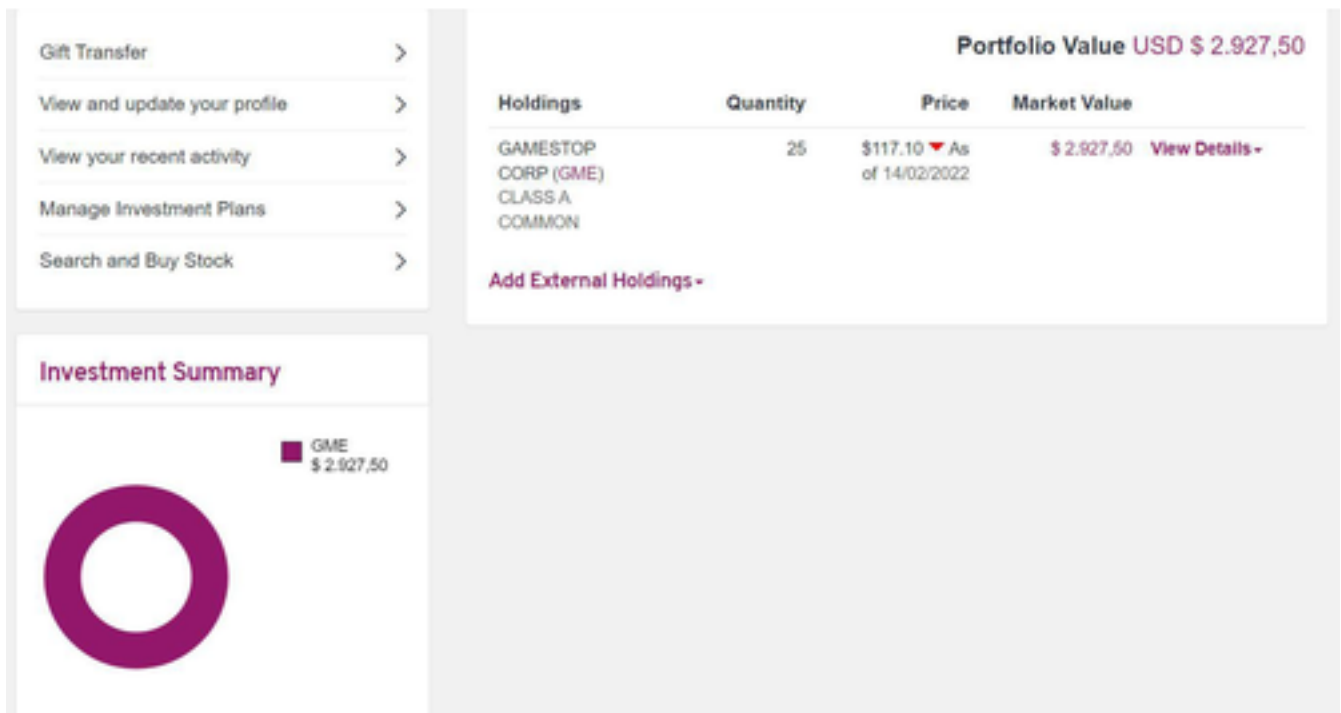 Gift Transfer
View and update your profile
View your recent activity
Manage Investment Plans
Search and Buy Stock
Portfolio Value USD $ 2.927,50
Holdings Quantity Price Market Value
GAMESTOP 25 $117.10 As $ 2.927,50 View Details
CORP (GME) of 14/02/2022
CLASS A
COMMON
Add External Holdings
Investment Summary
GME
$ 2.927,50